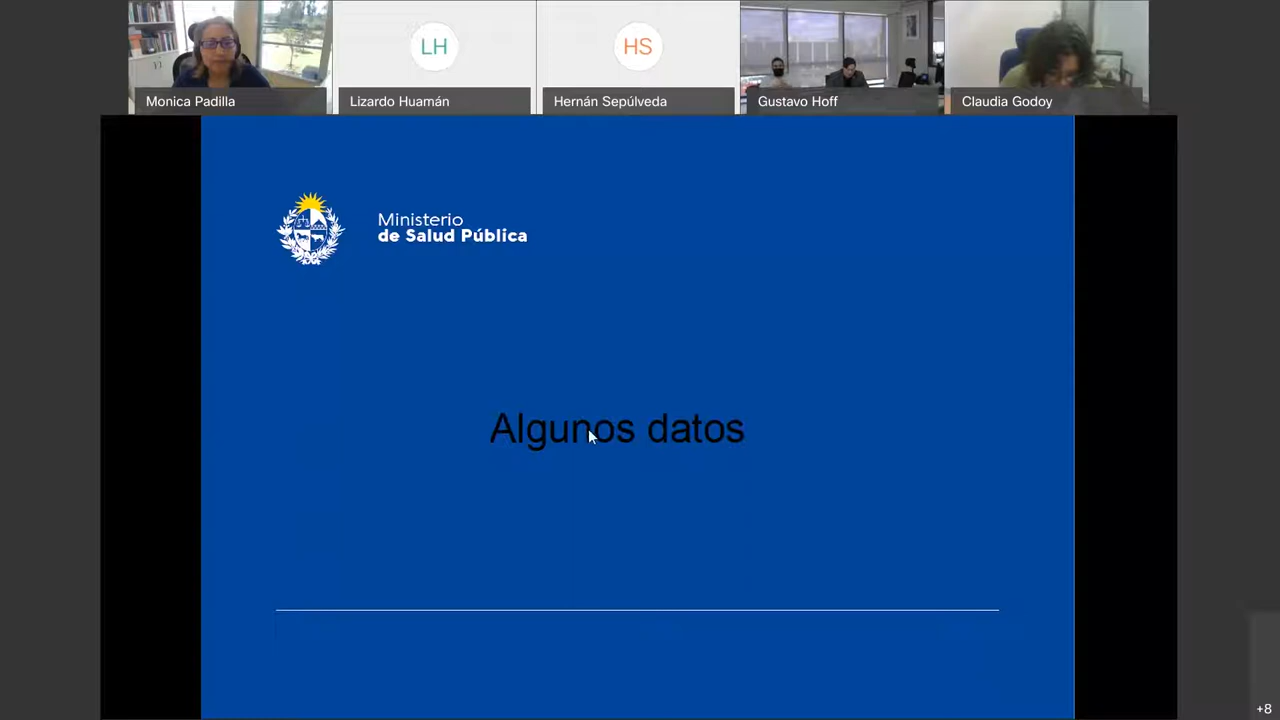 Monica Padilla
LH
Lizardo Huamán
HS
Hernán Sepúlveda
Gustavo Hoff
Claudia Godoy
Ministerio
de Salud Pública
Algunos datos
+8